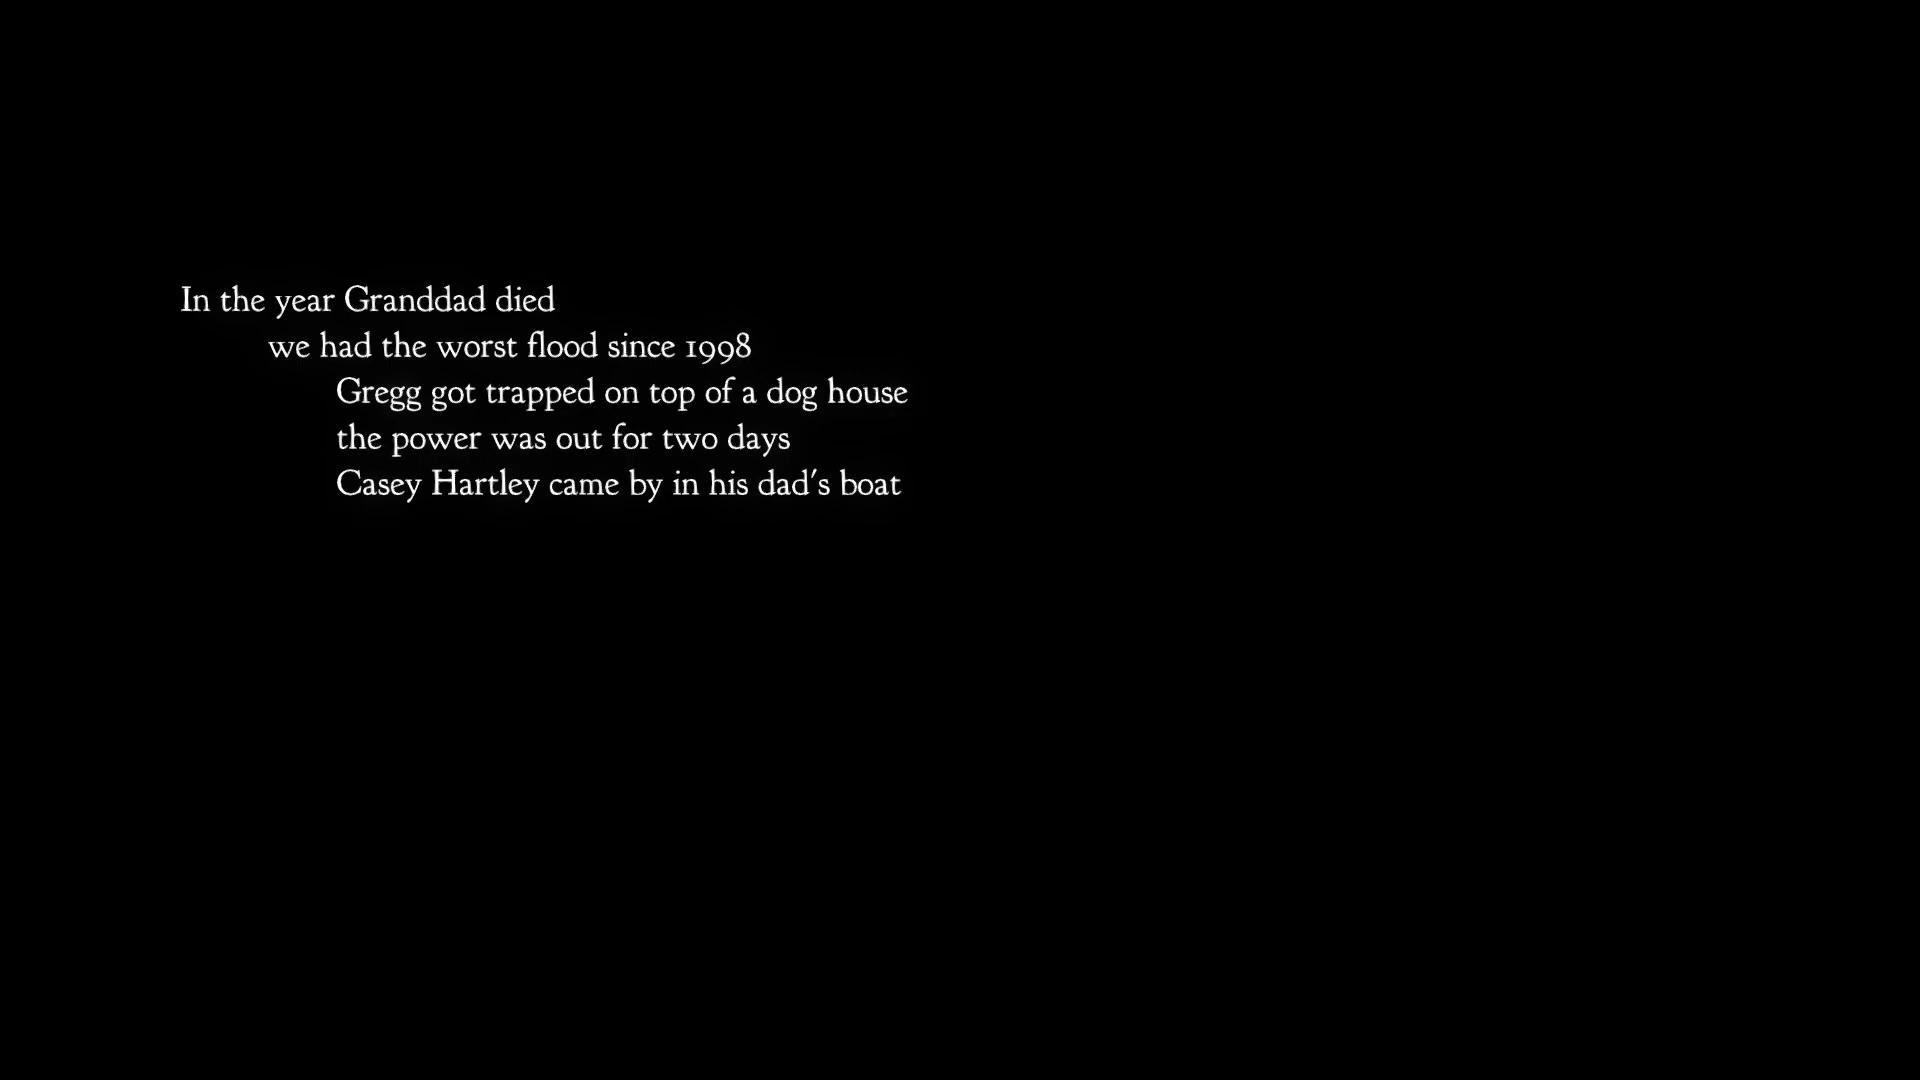 In the year Granddad died
we had the worst flood since 1998
Gregg got trapped on top of a dog house
the power was out for two days
Casey Hartley came by in his dad's boat